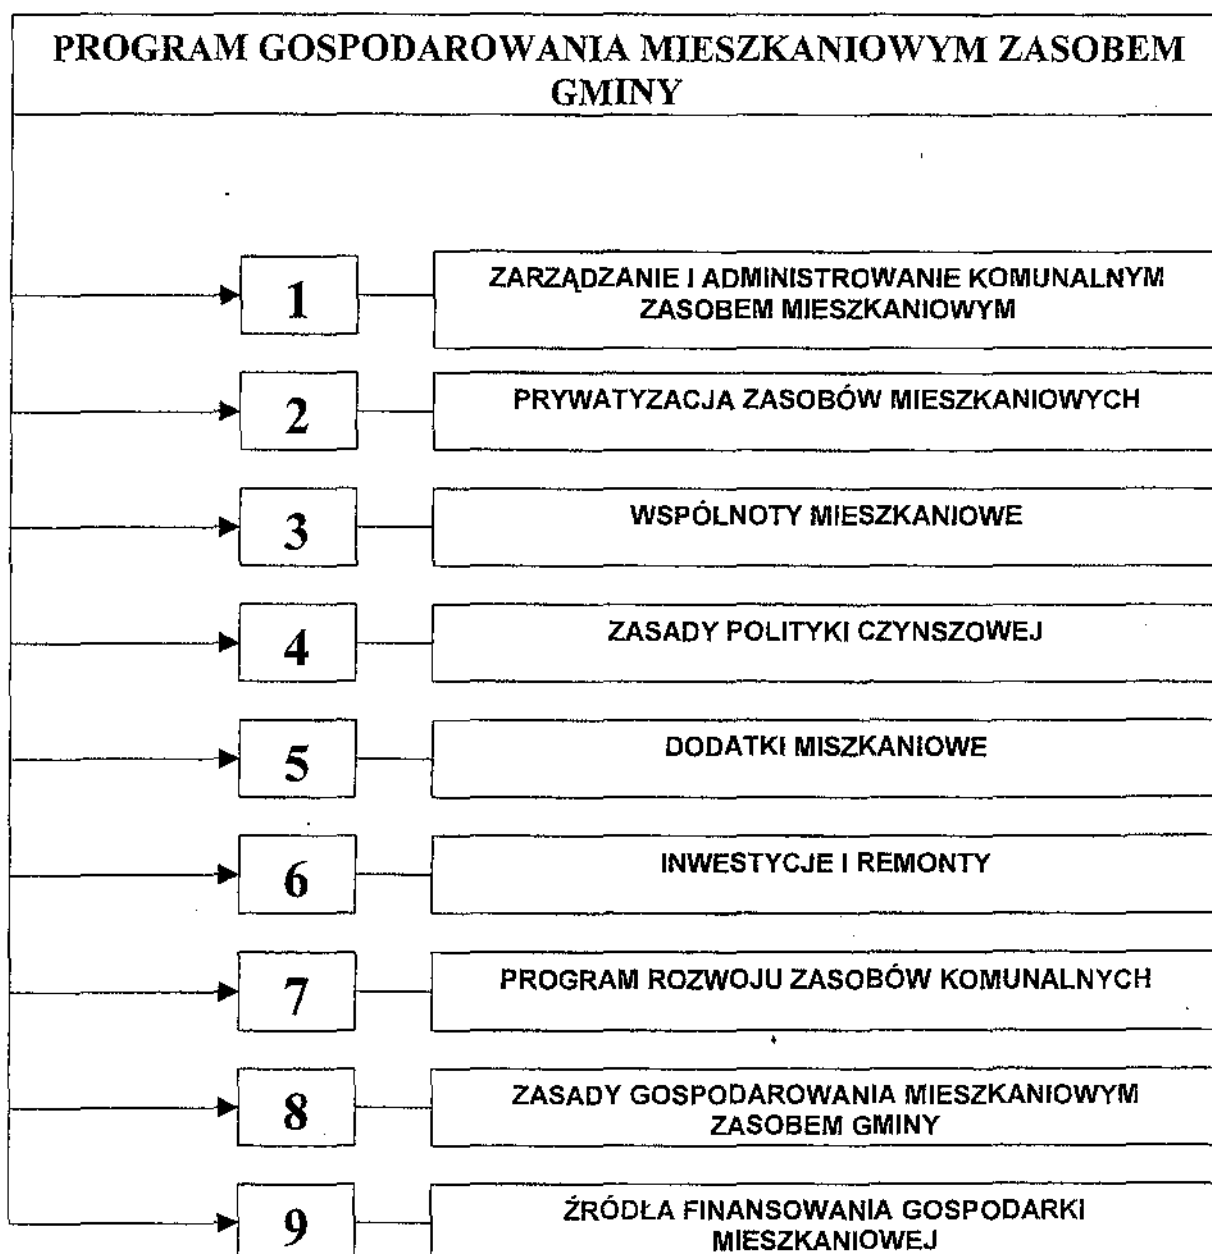 PROGRAM GOSPODAROWANIA MIESZKANIOWYM ZASOBEM
GMINY
1
ZARZĄDZANIE I ADMINISTROWANIE KOMUNALNYM
ZASOBEM MIESZKANIOWYM
2
PRYWATYZACJA ZASOBÓW MIESZKANIOWYCH
3
WSPÓLNOTY MIESZKANIOWE
4
ZASADY POLITYKI CZYNSZOWEJ
5
DODATKI MISZKANIOWE
6
INWESTYCJE I REMONTY
7
PROGRAM ROZWOJU ZASOBÓW KOMUNALNYCH
8
ZASADY GOSPODAROWANIA MIESZKANIOWYM
ZASOBEM GMINY
9
ŹRÓDŁA FINANSOWANIA GOSPODARKI
MIESZKANIOWEJ